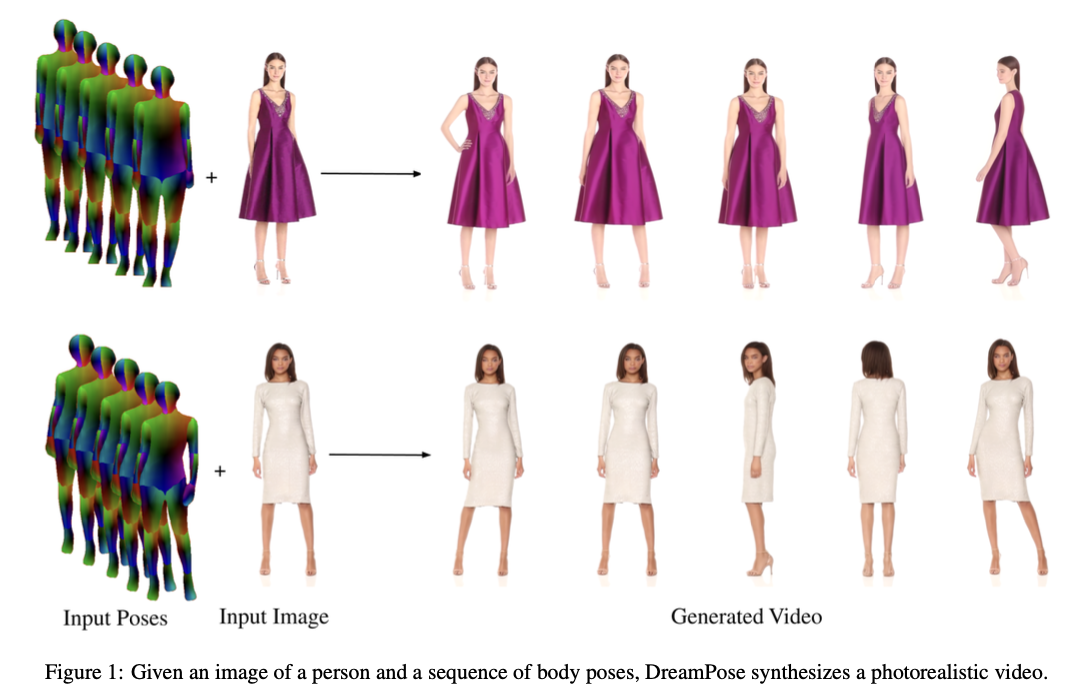 +
+
Input Poses
Input Image
Generated Video
Figure 1: Given an image of a person and a sequence of body poses, DreamPose synthesizes a photorealistic video.